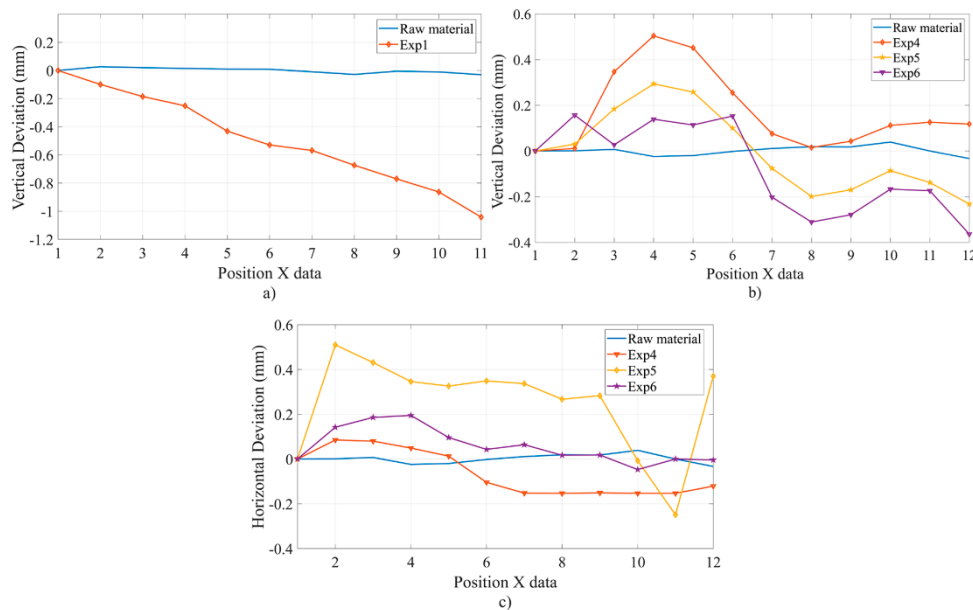 0.2
0
-0.2
-0.4
-0.6
-0.8
-1
-1.2
Vertical Deviation (mm)
1 2 3 4 5 6 7 8 9 10 11
Position X data
Raw material
Exp1
a)
0.6
0.4
0.2
0
-0.2
-0.4
Vertical Deviation (mm)
1 2 3 4 5 6 7 8 9 10 11 12
Position X data
Raw material
Exp4
Exp5
Exp6
b)
0.6
0.4
0.2
0
-0.2
-0.4
Horizontal Deviation (mm)
2 4 6 8 10 12
Position X data
Raw material
Exp4
Exp5
Exp6
c)